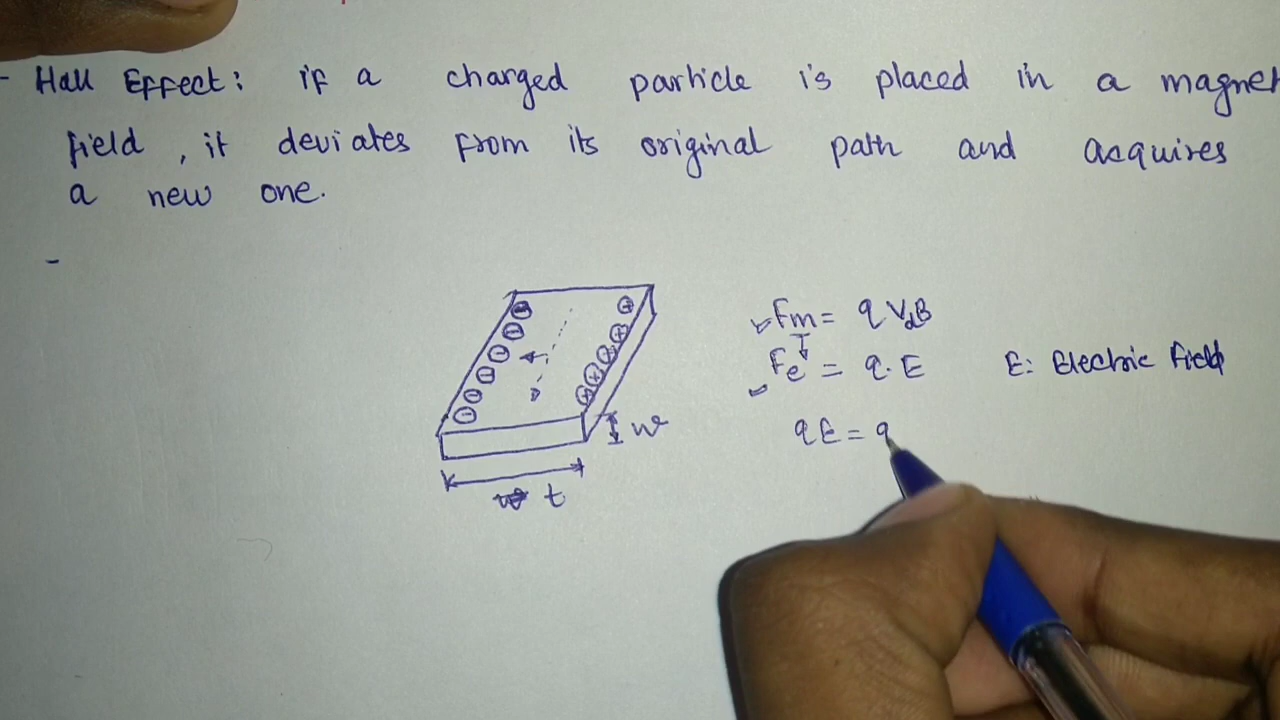 - Hall Effect: if a charged particle is placed in a magnet
field, it deviates from its original path and acquires
a new one.
-
Fm = q VdB
Fe = q.E E: Electric Field
qE = q
w
t